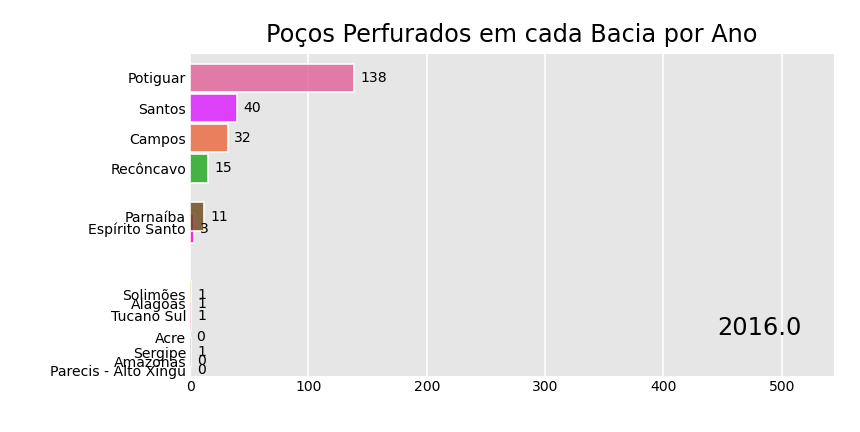 Poços Perfurados em cada Bacia por Ano
Potiguar 138
Santos 40
Campos 32
Recôncavo 15
Parnaíba 11
Espírito Santo 3
Solimões 1
Alagoas 1
Tucano Sul 1
Acre 0
2016.0
Sergipe 1
Amazonas 0
Parecis - Alto Xingu 0
0 100 200 300 400 500